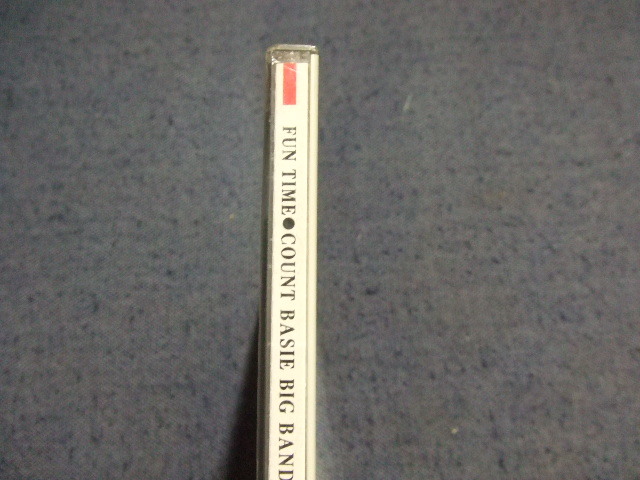 FUN TIME●COUNT BASIE BIG BAND